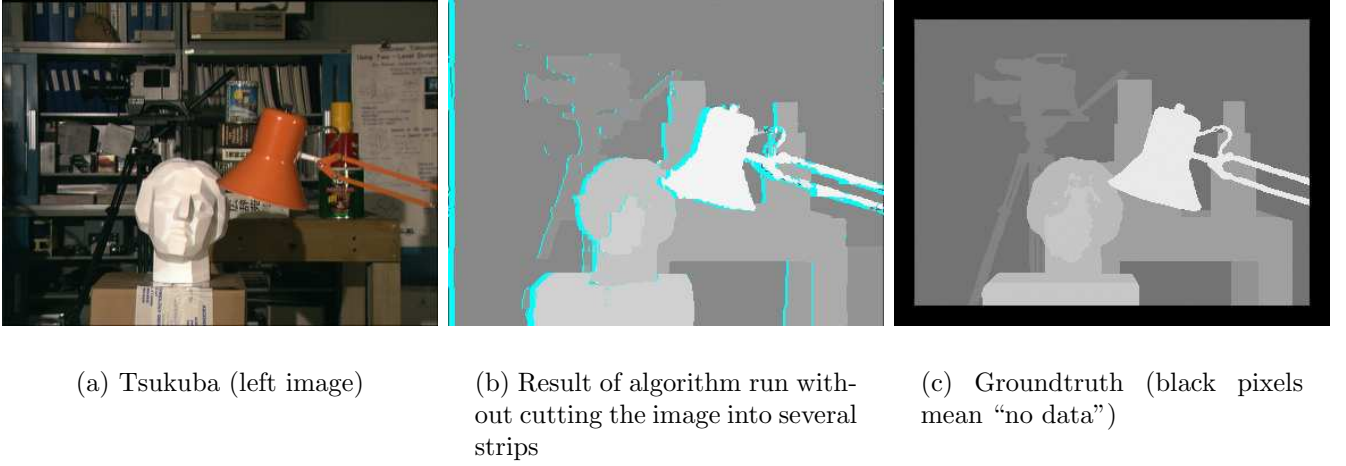 (a) Tsukuba (left image)
(b) Result of algorithm run with-
out cutting the image into several
strips
(c) Groundtruth (black pixels
mean “no data”)